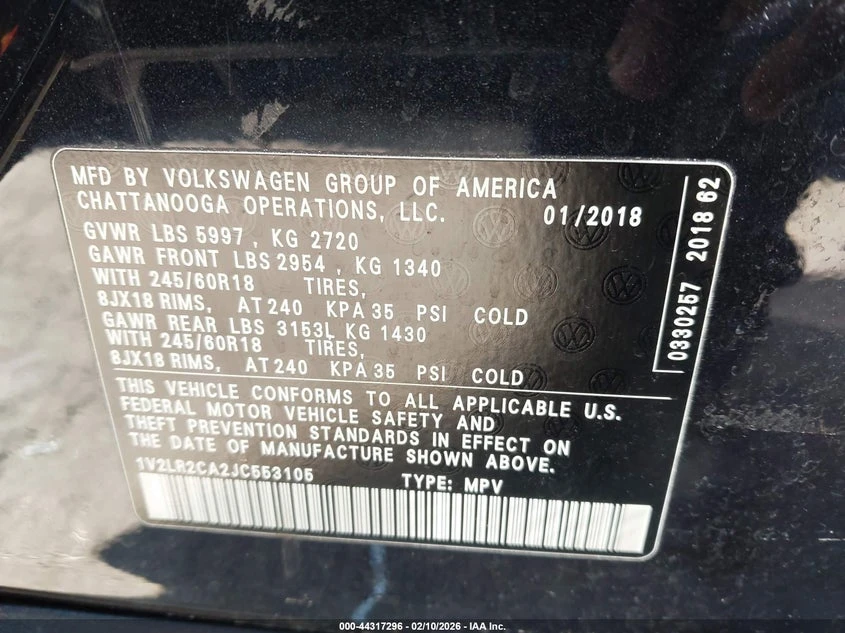 MFD BY VOLKSWAGEN GROUP OF AMERICA
CHATTANOOGA OPERATIONS, LLC. 01/2018
GVWR LBS 5997 , KG 2720
GAWR FRONT LBS 2954 , KG 1340
WITH 245/60R18 TIRES,
8JX18 RIMS, AT 240 KPA 35 PSI COLD
GAWR REAR LBS 3153L KG 1430
WITH 245/60R18 TIRES,
8JX18 RIMS, AT 240 KPA 35 PSI COLD
THIS VEHICLE CONFORMS TO ALL APPLICABLE U.S.
FEDERAL MOTOR VEHICLE SAFETY AND
THEFT PREVENTION STANDARDS IN EFFECT ON
THE DATE OF MANUFACTURE SHOWN ABOVE.
1V2LR2CA2JC553105 TYPE: MPV
0330257 2018 62
000-44317296 - 02/10/2026 - IAA Inc.